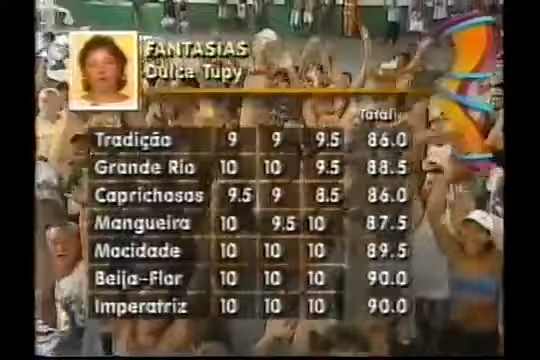 FANTASIAS
Dulce Tupy
Total
Tradição 9 9 9.5 86.0
Grande Rio 10 10 9.5 88.5
Caprichosas 9.5 9 8.5 86.0
Mangueira 10 9.5 10 87.5
Mocidade 10 10 10 89.5
Beija-Flor 10 10 10 90.0
Imperatriz 10 10 10 90.0